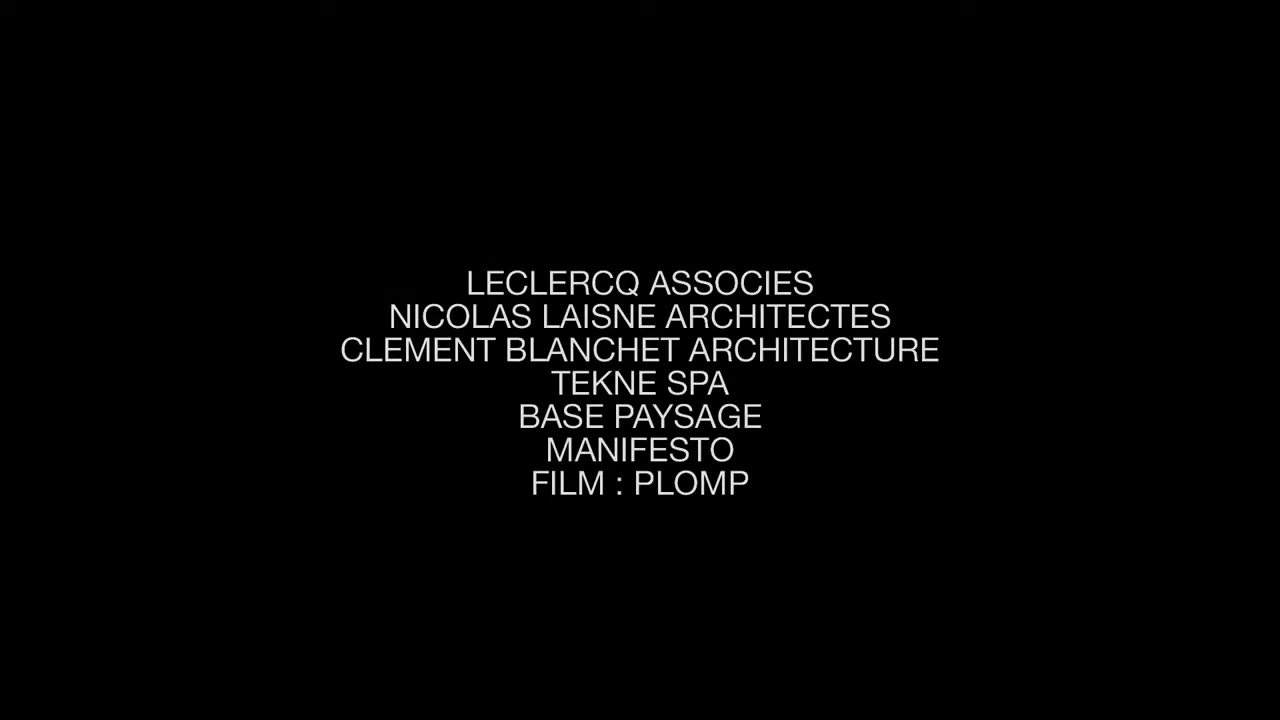 LECLERCQ ASSOCIES
NICOLAS LAISNE ARCHITECTES
CLEMENT BLANCHET ARCHITECTURE
TEKNE SPA
BASE PAYSAGE
MANIFESTO
FILM : PLOMP